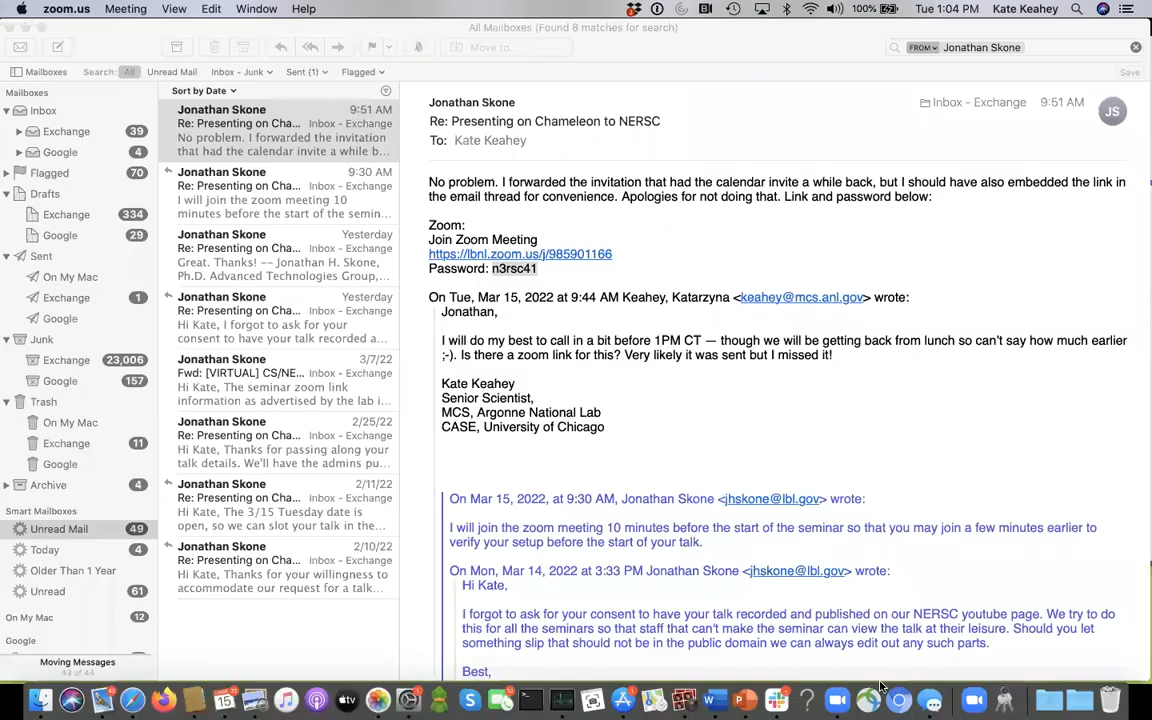 zoom.us Meeting View Edit Window Help 100% Tue 1:04 PM Kate Keahey
All Mailboxes (Found 8 matches for search)
Move to... FROM Jonathan Skone
Mailboxes Search: All Unread Mail Inbox - Junk Sent (1) Flagged Save
Mailboxes
Inbox
Exchange 39
Google 4
Flagged 70
Drafts
Exchange 334
Google 29
Sent
On My Mac
Exchange 1
Google
Junk
Exchange 23,006
Google 157
Trash
On My Mac
Exchange 11
Google
Archive 4
Smart Mailboxes
Unread Mail 49
Today 4
Older Than 1 Year
Unread 61
On My Mac 12
Google
Moving Messages
of 44
Sort by Date
Jonathan Skone 9:51 AM
Re: Presenting on Cha... Inbox - Exchange
No problem. I forwarded the invitation
that had the calendar invite a while b...
Jonathan Skone 9:30 AM
Re: Presenting on Cha... Inbox - Exchange
I will join the zoom meeting 10
minutes before the start of the semin...
Jonathan Skone Yesterday
Re: Presenting on Cha... Inbox - Exchange
Great. Thanks! -- Jonathan H. Skone,
Ph.D. Advanced Technologies Group,...
Jonathan Skone Yesterday
Re: Presenting on Cha... Inbox - Exchange
Hi Kate, I forgot to ask for your
consent to have your talk recorded a...
Jonathan Skone 3/7/22
Fwd: [VIRTUAL] CS/NE... Inbox - Exchange
Hi Kate, The seminar zoom link
information as advertised by the lab i...
Jonathan Skone 2/25/22
Re: Presenting on Cha... Inbox - Exchange
Hi Kate, Thanks for passing along your
talk details. We'll have the admins pu...
Jonathan Skone 2/11/22
Re: Presenting on Cha... Inbox - Exchange
Hi Kate, The 3/15 Tuesday date is
open, so we can slot your talk in the...
Jonathan Skone 2/10/22
Re: Presenting on Cha... Inbox - Exchange
Hi Kate, Thanks for your willingness to
accommodate our request for a talk...
Jonathan Skone Inbox - Exchange 9:51 AM JS
Re: Presenting on Chameleon to NERSC
To: Kate Keahey
No problem. I forwarded the invitation that had the calendar invite a while back, but I should have also embedded the link in
the email thread for convenience. Apologies for not doing that. Link and password below:
Zoom:
Join Zoom Meeting
https://lbnl.zoom.us/j/985901166
Password: n3rsc41
On Tue, Mar 15, 2022 at 9:44 AM Keahey, Katarzyna <keahey@mcs.anl.gov> wrote:
Jonathan,
I will do my best to call in a bit before 1PM CT — though we will be getting back from lunch so can't say how much earlier
;-). Is there a zoom link for this? Very likely it was sent but I missed it!
Kate Keahey
Senior Scientist,
MCS, Argonne National Lab
CASE, University of Chicago
On Mar 15, 2022, at 9:30 AM, Jonathan Skone <jhskone@lbl.gov> wrote:
I will join the zoom meeting 10 minutes before the start of the seminar so that you may join a few minutes earlier to
verify your setup before the start of your talk.
On Mon, Mar 14, 2022 at 3:33 PM Jonathan Skone <jhskone@lbl.gov> wrote:
Hi Kate,
I forgot to ask for your consent to have your talk recorded and published on our NERSC youtube page. We try to do
this for all the seminars so that staff that can't make the seminar can view the talk at their leisure. Should you let
something slip that should not be in the public domain we can always edit out any such parts.
Best,